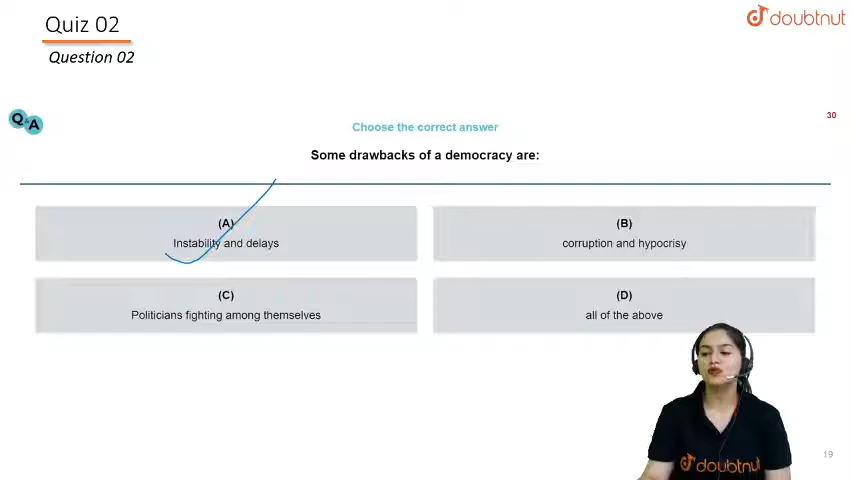 Quiz 02
doubtnut
Question 02
Q&A
30
Choose the correct answer
Some drawbacks of a democracy are:
(A)
Instability and delays
(B)
corruption and hypocrisy
(C)
Politicians fighting among themselves
(D)
all of the above
doubtnut
19